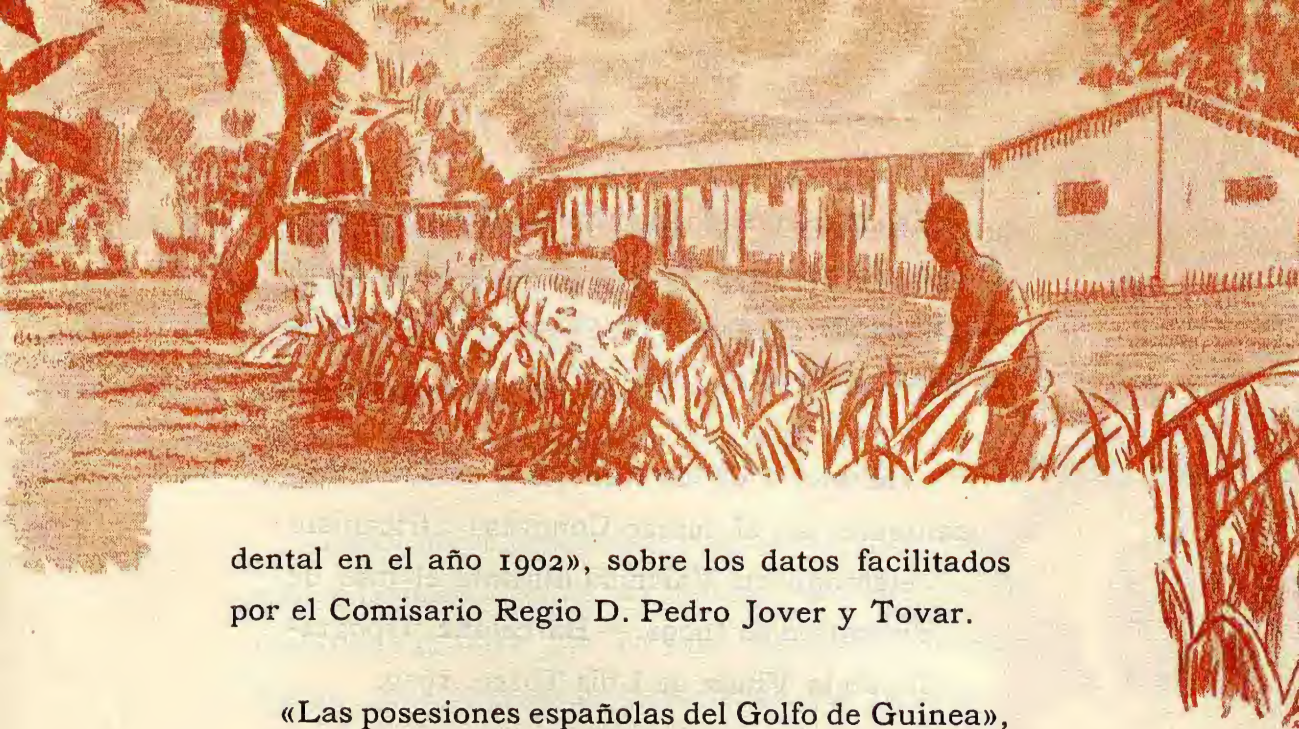 dental en el año 1902», sobre los datos facilitados
por el Comisario Regio D. Pedro Jover y Tovar.
«Las posesiones españolas del Golfo de Guinea»,